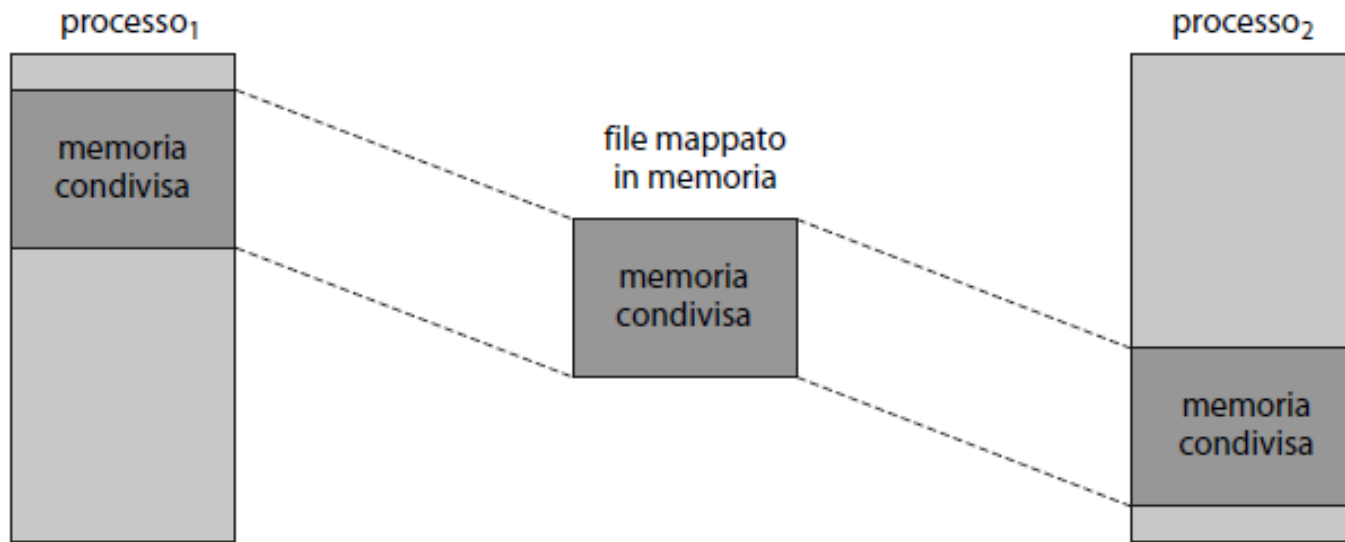 processo₁
processo₂
memoria
condivisa
file mappato
in memoria
memoria
condivisa
memoria
condivisa